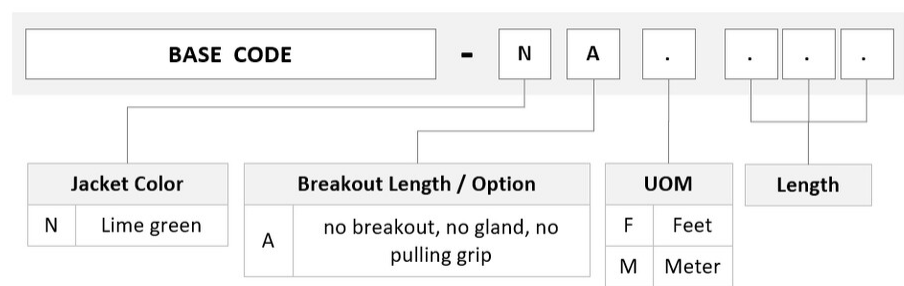 BASE CODE - N A . . . .
Jacket Color
N Lime green
Breakout Length / Option
A no breakout, no gland, no
pulling grip
UOM
F Feet
M Meter
Length